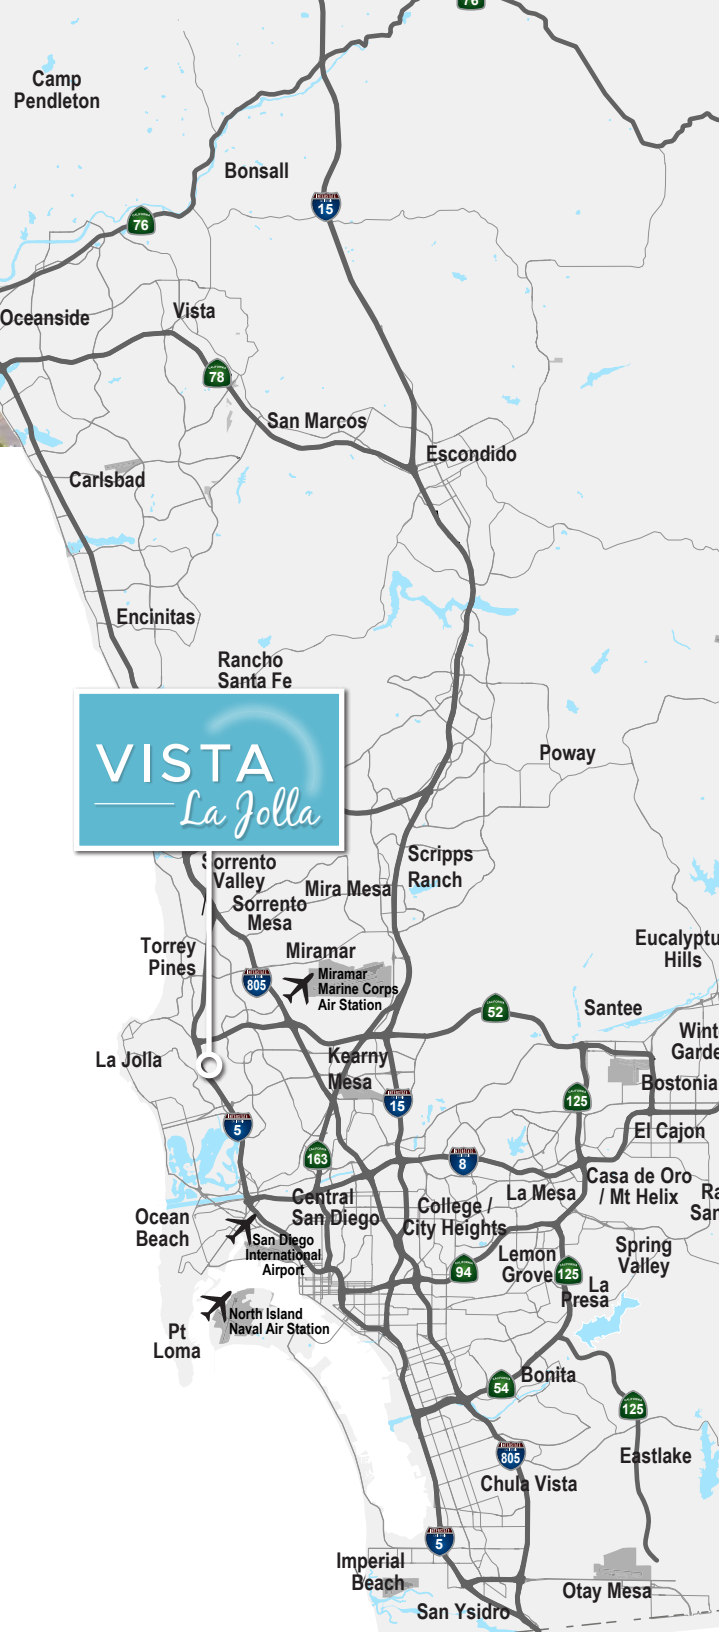 76
Camp
Pendleton
Bonsall
15
76
Oceanside
Vista
78
San Marcos
Escondido
Carlsbad
Encinitas
Rancho
Santa Fe
VISTA
La Jolla
Poway
Sorrento
Valley
Scripps
Ranch
Mira Mesa
Sorrento
Mesa
Torrey
Pines
Miramar
Eucalyptu
Hills
805
Miramar
Marine Corps
Air Station
52
Santee
Wint
Garde
La Jolla
Kearny
Mesa
Bostonia
125
15
5
El Cajon
163
8
Casa de Oro
/ Mt Helix
La Mesa
Ra
San
Central
San Diego
College /
City Heights
Ocean
Beach
San Diego
International
Airport
Lemon
Grove
Spring
Valley
94
125
La
Presa
North Island
Naval Air Station
Pt
Loma
54
Bonita
125
805
Eastlake
Chula Vista
5
Imperial
Beach
Otay Mesa
San Ysidro